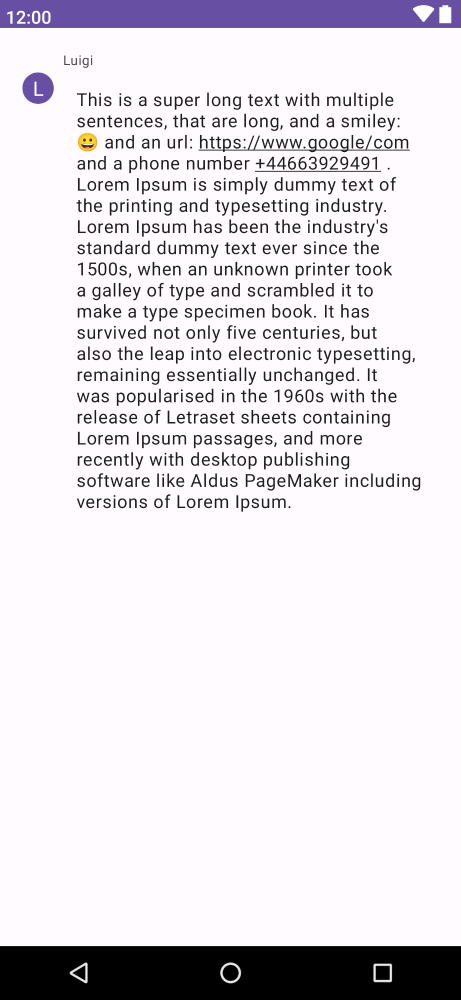 12:00
Luigi
L
This is a super long text with multiple
sentences, that are long, and a smiley:
😀 and an url: https://www.google/com
and a phone number +44663929491 .
Lorem Ipsum is simply dummy text of
the printing and typesetting industry.
Lorem Ipsum has been the industry's
standard dummy text ever since the
1500s, when an unknown printer took
a galley of type and scrambled it to
make a type specimen book. It has
survived not only five centuries, but
also the leap into electronic typesetting,
remaining essentially unchanged. It
was popularised in the 1960s with the
release of Letraset sheets containing
Lorem Ipsum passages, and more
recently with desktop publishing
software like Aldus PageMaker including
versions of Lorem Ipsum.